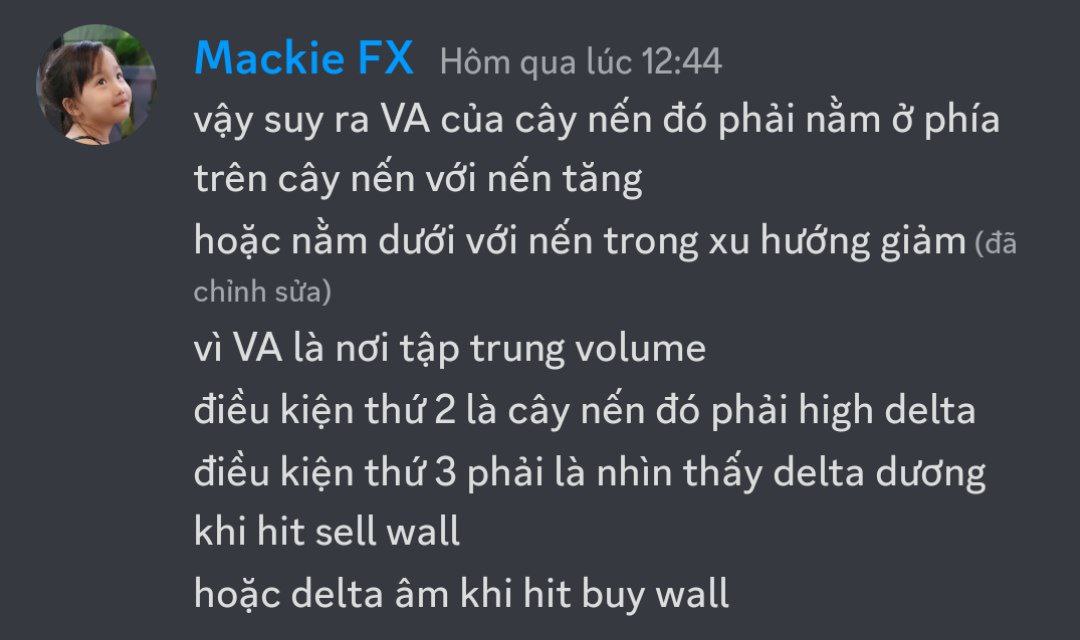 Mackie FX Hôm qua lúc 12:44
vậy suy ra VA của cây nến đó phải nằm ở phía
trên cây nến với nến tăng
hoặc nằm dưới với nến trong xu hướng giảm (đã
chỉnh sửa)
vì VA là nơi tập trung volume
điều kiện thứ 2 là cây nến đó phải high delta
điều kiện thứ 3 phải là nhìn thấy delta dương
khi hit sell wall
hoặc delta âm khi hit buy wall